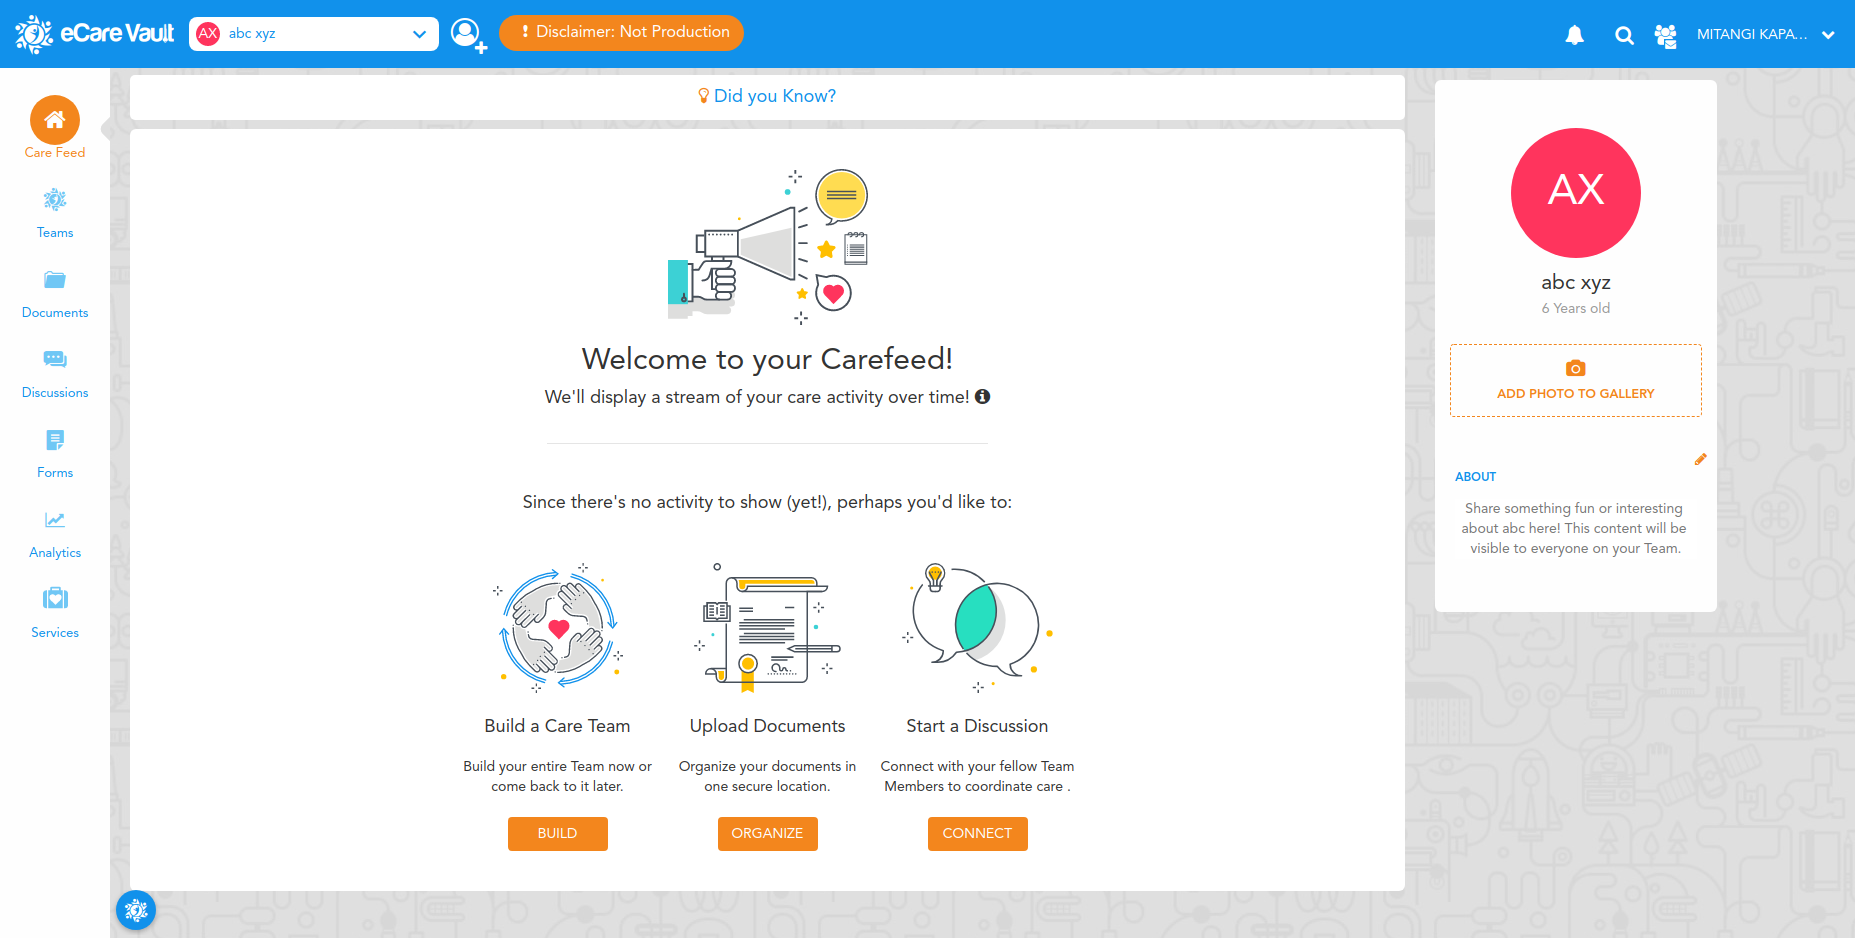 eCare Vault
AX abc xyz
! Disclaimer: Not Production
MITANGI KAPA...
Care Feed
Teams
Documents
Discussions
Forms
Analytics
Services
Did you Know?
Welcome to your Carefeed!
We'll display a stream of your care activity over time!
Since there's no activity to show (yet!), perhaps you'd like to:
Build a Care Team
Build your entire Team now or
come back to it later.
BUILD
Upload Documents
Organize your documents in
one secure location.
ORGANIZE
Start a Discussion
Connect with your fellow Team
Members to coordinate care .
CONNECT
AX
abc xyz
6 Years old
ADD PHOTO TO GALLERY
ABOUT
Share something fun or interesting
about abc here! This content will be
visible to everyone on your Team.